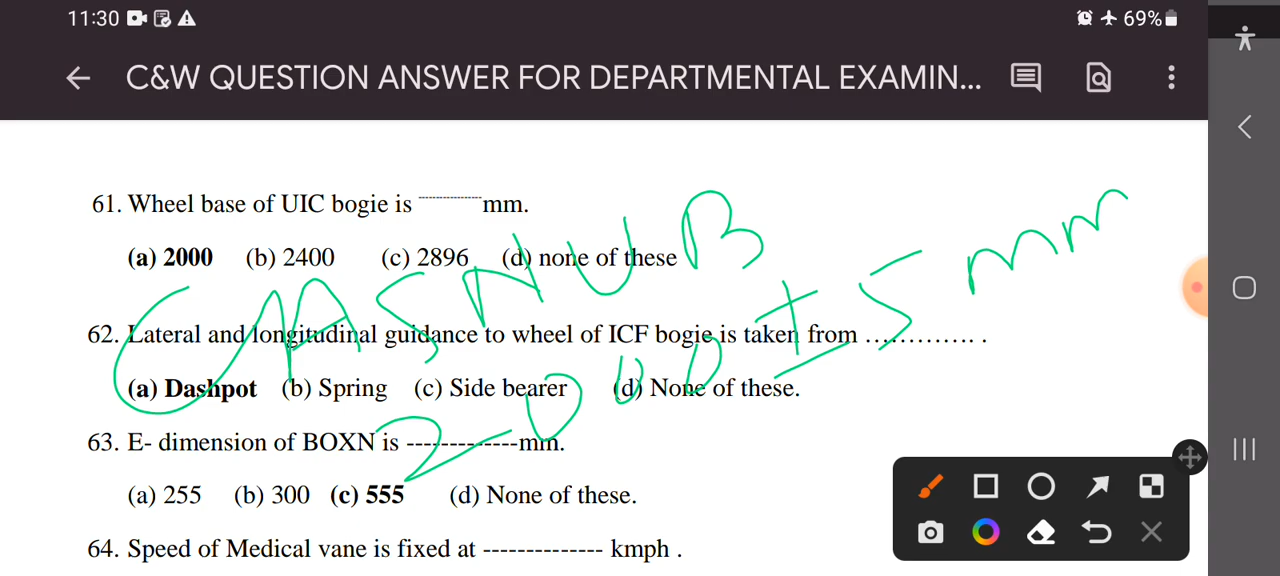 11:30 69%
C&W QUESTION ANSWER FOR DEPARTMENTAL EXAMIN...
61. Wheel base of UIC bogie is ---------------mm.
(a) 2000 (b) 2400 (c) 2896 (d) none of these
62. Lateral and longitudinal guidance to wheel of ICF bogie is taken from ............. .
(a) Dashpot (b) Spring (c) Side bearer (d) None of these.
63. E- dimension of BOXN is --------------mm.
(a) 255 (b) 300 (c) 555 (d) None of these.
64. Speed of Medical vane is fixed at -------------- kmph .
CASNUB
2000 ± 5 mm